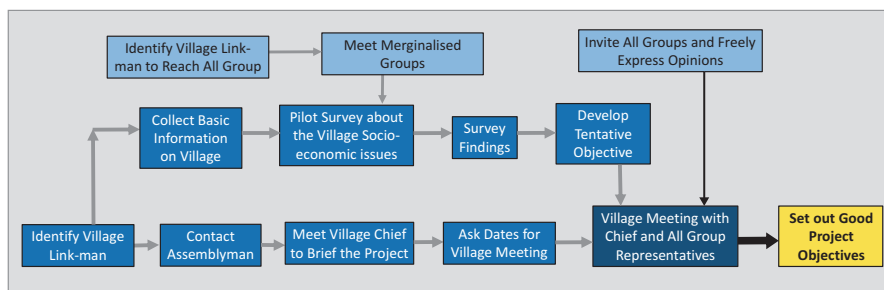 Identify Village Link-
man to Reach All Group
Meet Merginalised
Groups
Invite All Groups and Freely
Express Opinions
Collect Basic
Information
on Village
Pilot Survey about
the Village Socio-
economic issues
Survey
Findings
Develop
Tentative
Objective
Identify Village
Link-man
Contact
Assemblyman
Meet Village Chief
to Brief the Project
Ask Dates for
Village Meeting
Village Meeting with
Chief and All Group
Representatives
Set out Good
Project
Objectives